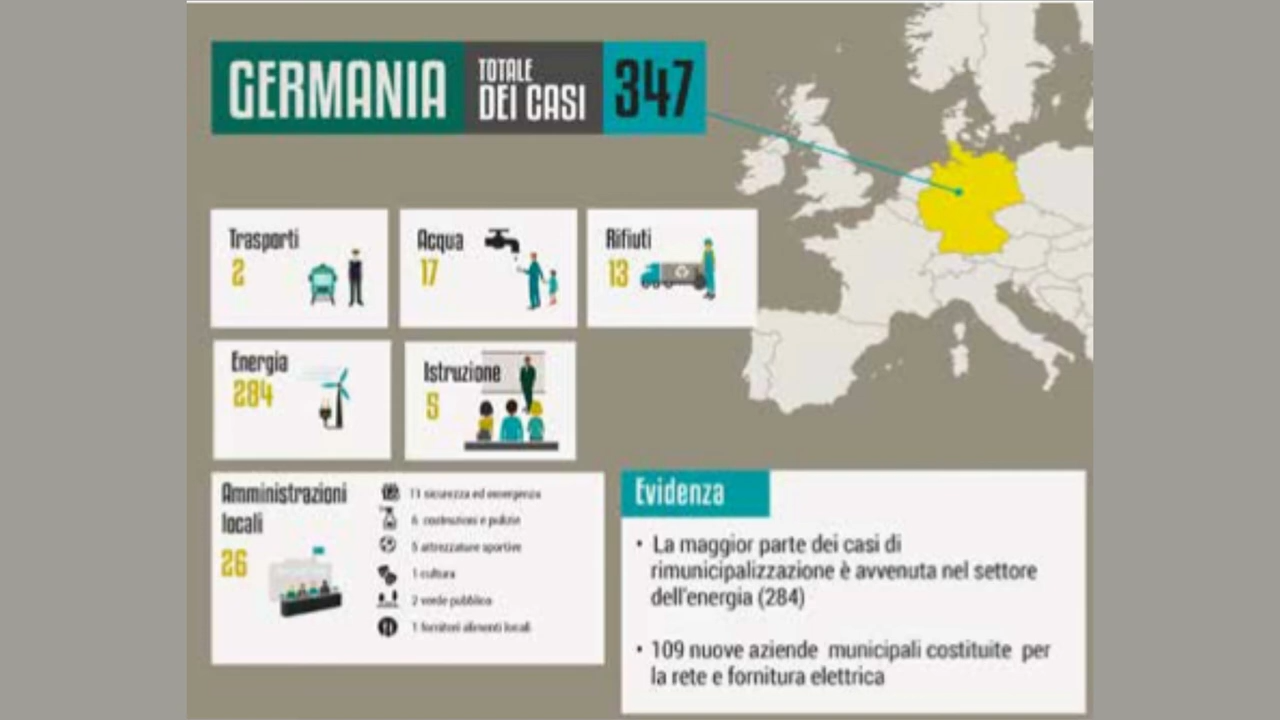 GERMANIA
TOTALE
DEI CASI
347
Trasporti
2
Acqua
17
Rifiuti
13
Energia
284
Istruzione
5
Amministrazioni
locali
26
11 sicurezza ed emergenza
6 costruzioni e pulizie
5 attrezzature sportive
1 cultura
2 verde pubblico
1 fornitori alimenti locali
Evidenza
• La maggior parte dei casi di
rimunicipalizzazione è avvenuta nel settore
dell'energia (284)
• 109 nuove aziende municipali costituite per
la rete e fornitura elettrica